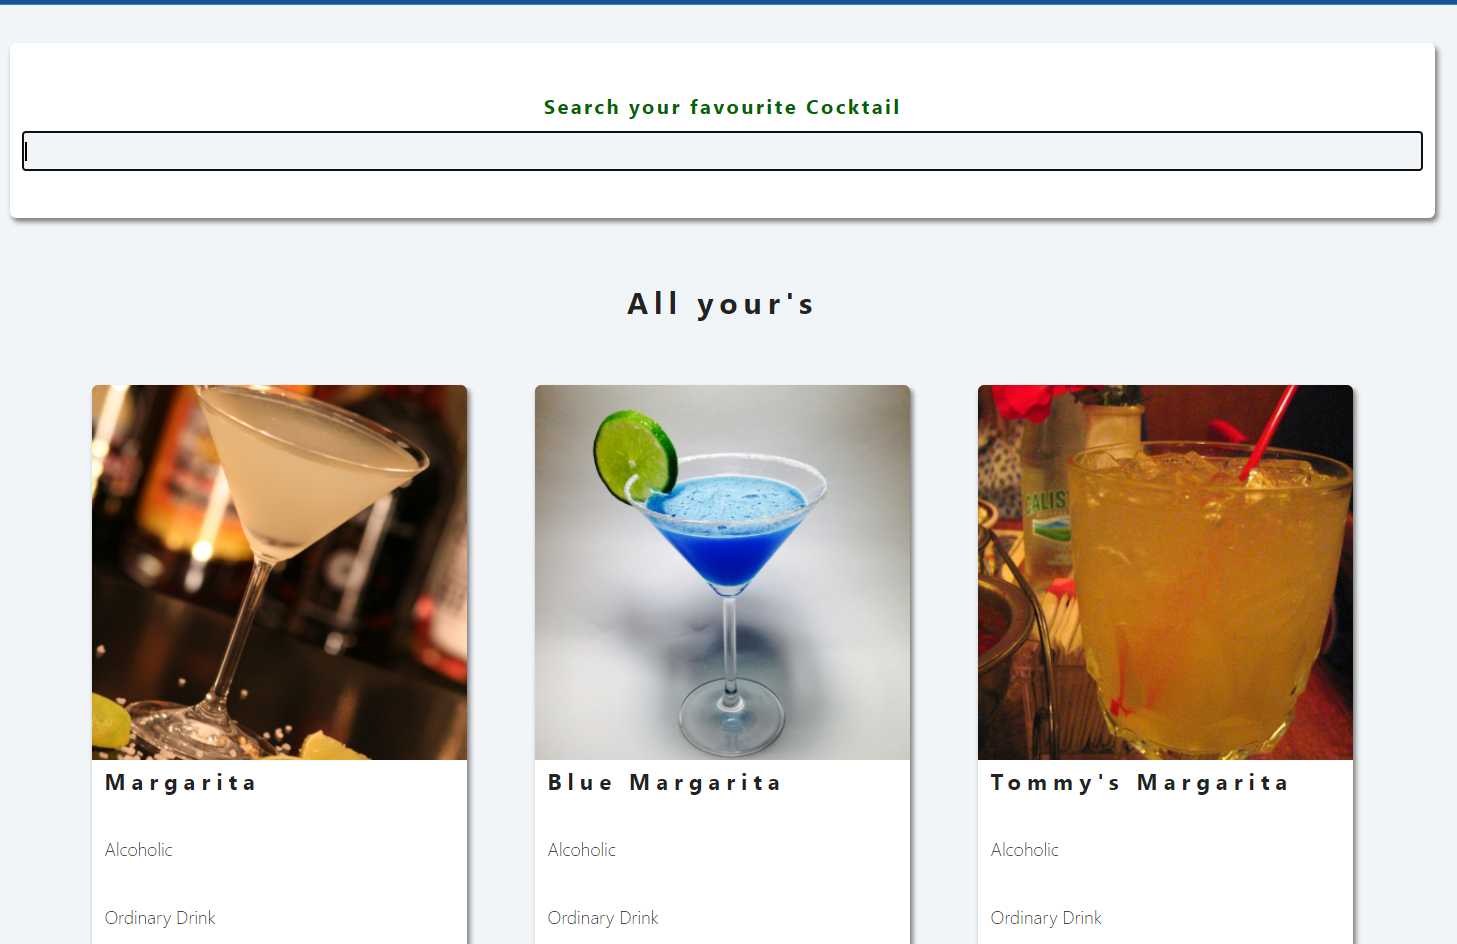 Search your favourite Cocktail
All your's
CALIS
Margarita
Blue Margarita
Tommy's Margarita
Alcoholic
Alcoholic
Alcoholic
Ordinary Drink
Ordinary Drink
Ordinary Drink